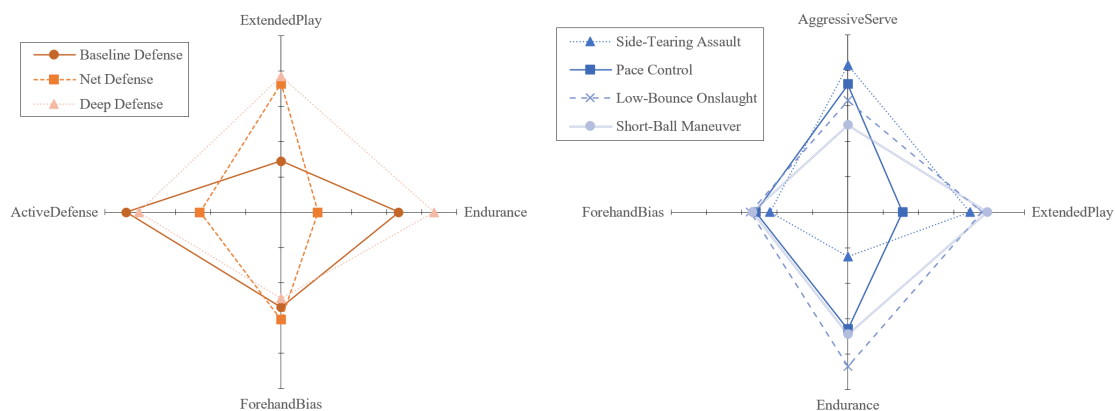 ExtendedPlay
Baseline Defense
Net Defense
Deep Defense
ActiveDefense
Endurance
ForehandBias
AggressiveServe
Side-Tearing Assault
Pace Control
Low-Bounce Onslaught
Short-Ball Maneuver
ForehandBias
ExtendedPlay
Endurance